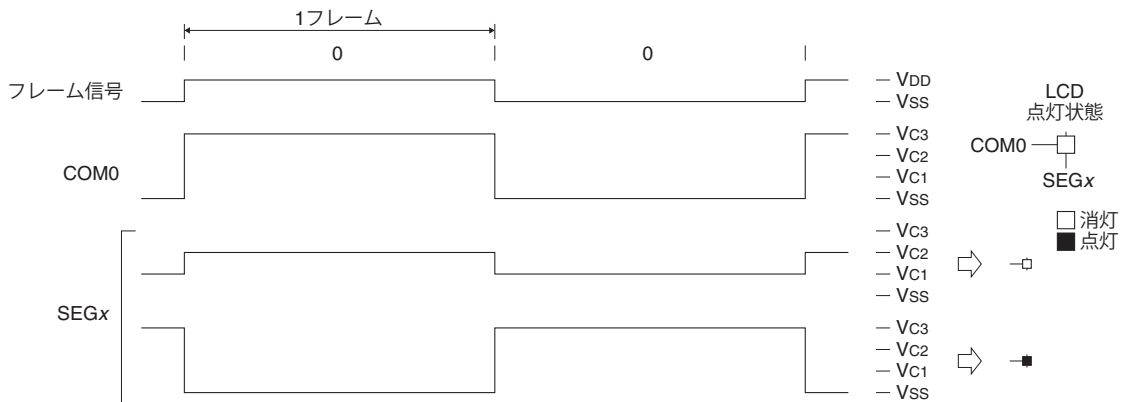 1フレーム
0 0
フレーム信号
VDD
VSS
LCD
点灯状態
COM0
SEGx
COM0
VC3
VC2
VC1
VSS
消灯
点灯
SEGx
VC3
VC2
VC1
VSS
VC3
VC2
VC1
VSS